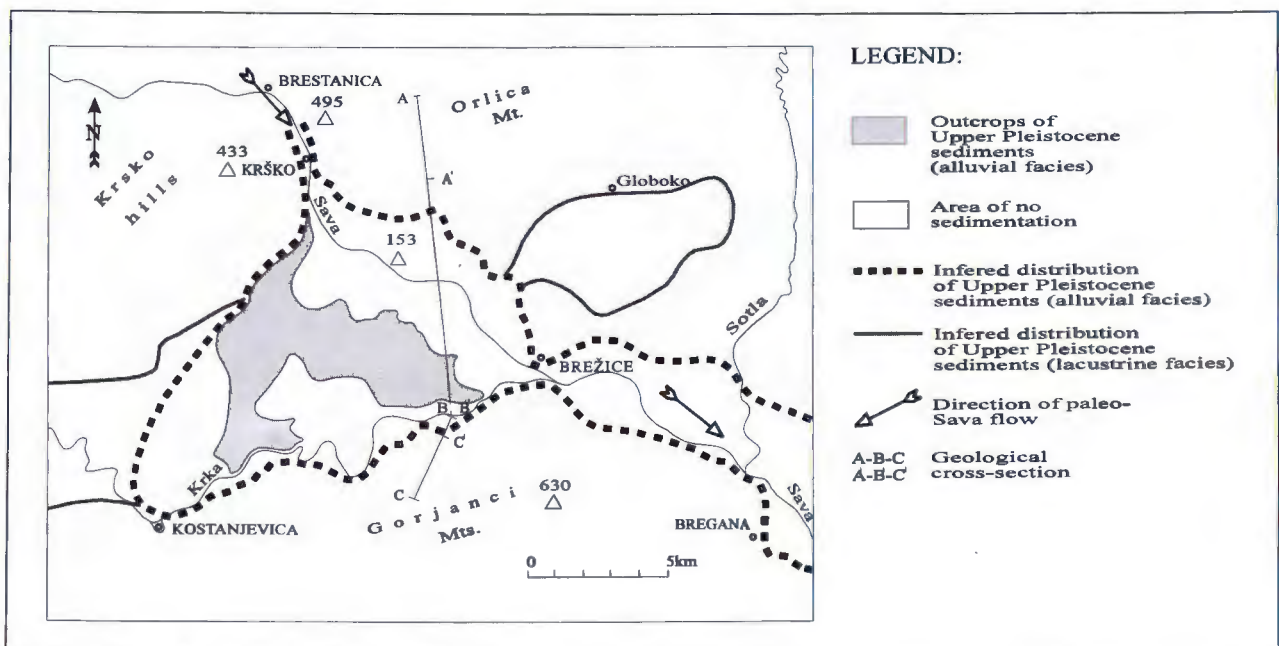 BRESTANICA
495
A
Orlica
Mt.
N
433
KRŠKO
A'
Globoko
Krsko
hills
Sava
153
Sotla
BREŽICE
B, B'
C'
Krka
C
630
Gorjanci
Mts.
KOSTANJEVICA
BREGANA
Sava
0 5km
LEGEND:
Outcrops of
Upper Pleistocene
sediments
(alluvial facies)
Area of no
sedimentation
Infered distribution
of Upper Pleistocene
sediments (alluvial facies)
Infered distribution
of Upper Pleistocene
sediments (lacustrine facies)
Direction of paleo-
Sava flow
A-B-C Geological
A'-B'-C' cross-section